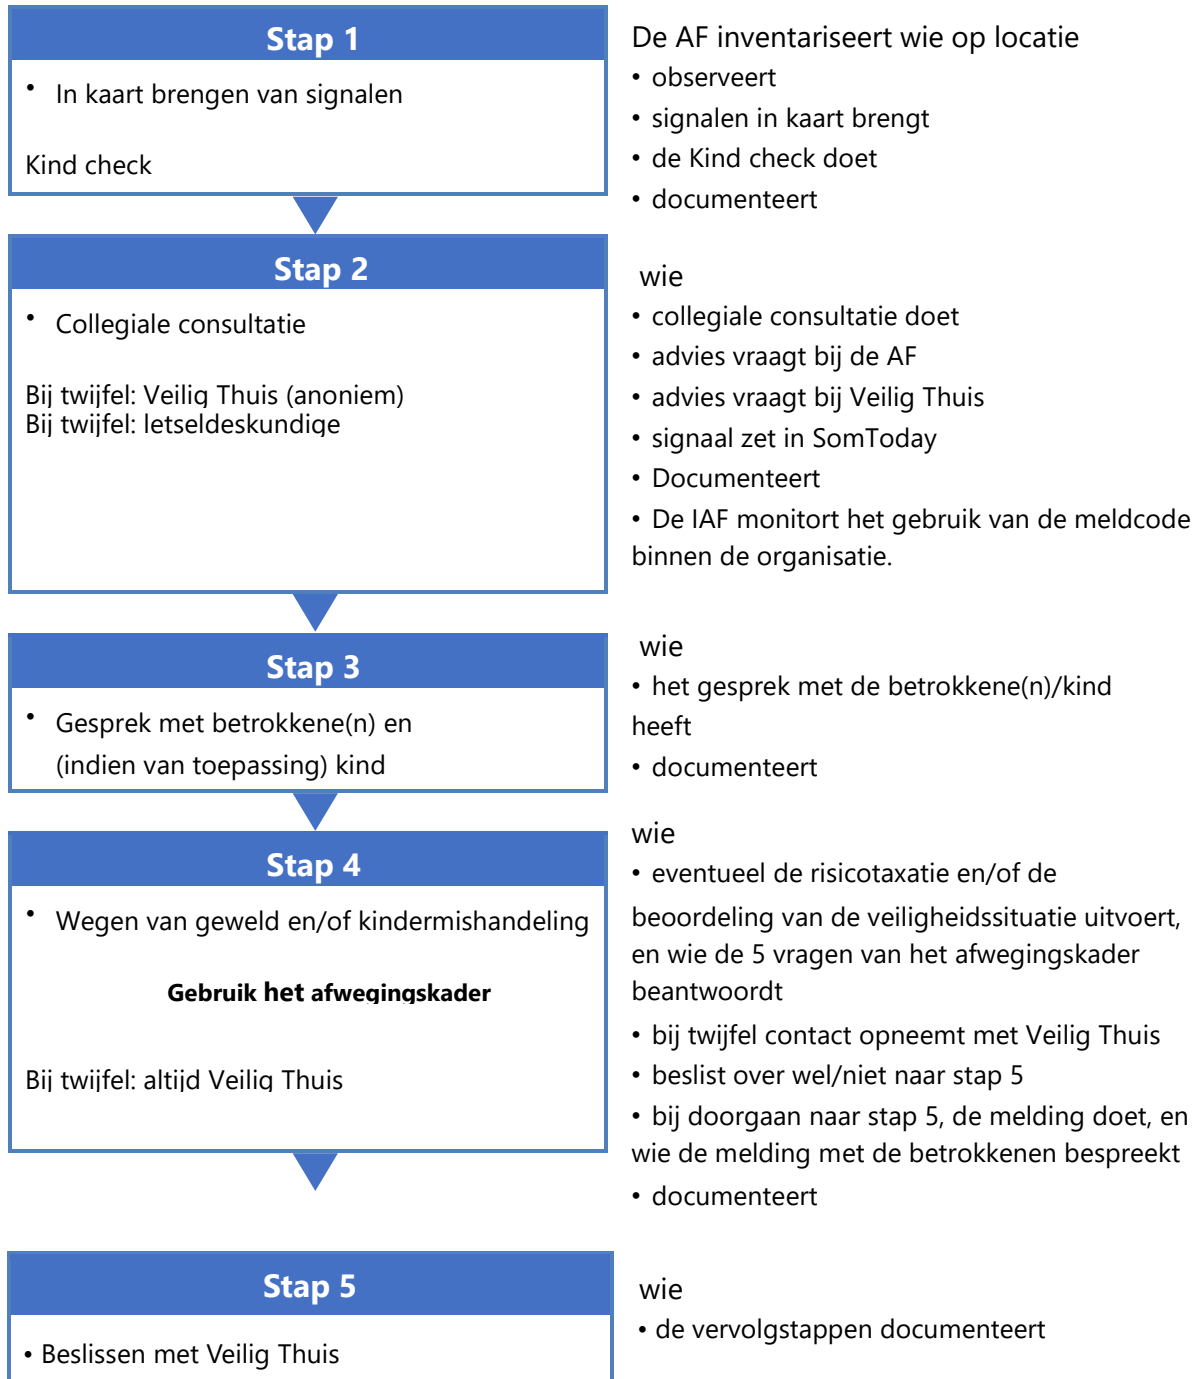 Stap 1
• In kaart brengen van signalen
Kind check
De AF inventariseert wie op locatie
• observeert
• signalen in kaart brengt
• de Kind check doet
• documenteert
Stap 2
• Collegiale consultatie
Bij twijfel: Veilig Thuis (anoniem)
Bij twijfel: letseldeskundige
wie
• collegiale consultatie doet
• advies vraagt bij de AF
• advies vraagt bij Veilig Thuis
• signaal zet in SomToday
• Documenteert
• De IAF monitort het gebruik van de meldcode
binnen de organisatie.
Stap 3
• Gesprek met betrokkene(n) en
(indien van toepassing) kind
wie
• het gesprek met de betrokkene(n)/kind
heeft
• documenteert
Stap 4
• Wegen van geweld en/of kindermishandeling
Gebruik het afwegingskader
Bij twijfel: altijd Veilig Thuis
wie
• eventueel de risicotaxatie en/of de
beoordeling van de veiligheidssituatie uitvoert,
en wie de 5 vragen van het afwegingskader
beantwoordt
• bij twijfel contact opneemt met Veilig Thuis
• beslist over wel/niet naar stap 5
• bij doorgaan naar stap 5, de melding doet, en
wie de melding met de betrokkenen bespreekt
• documenteert
Stap 5
• Beslissen met Veilig Thuis
wie
• de vervolgstappen documenteert